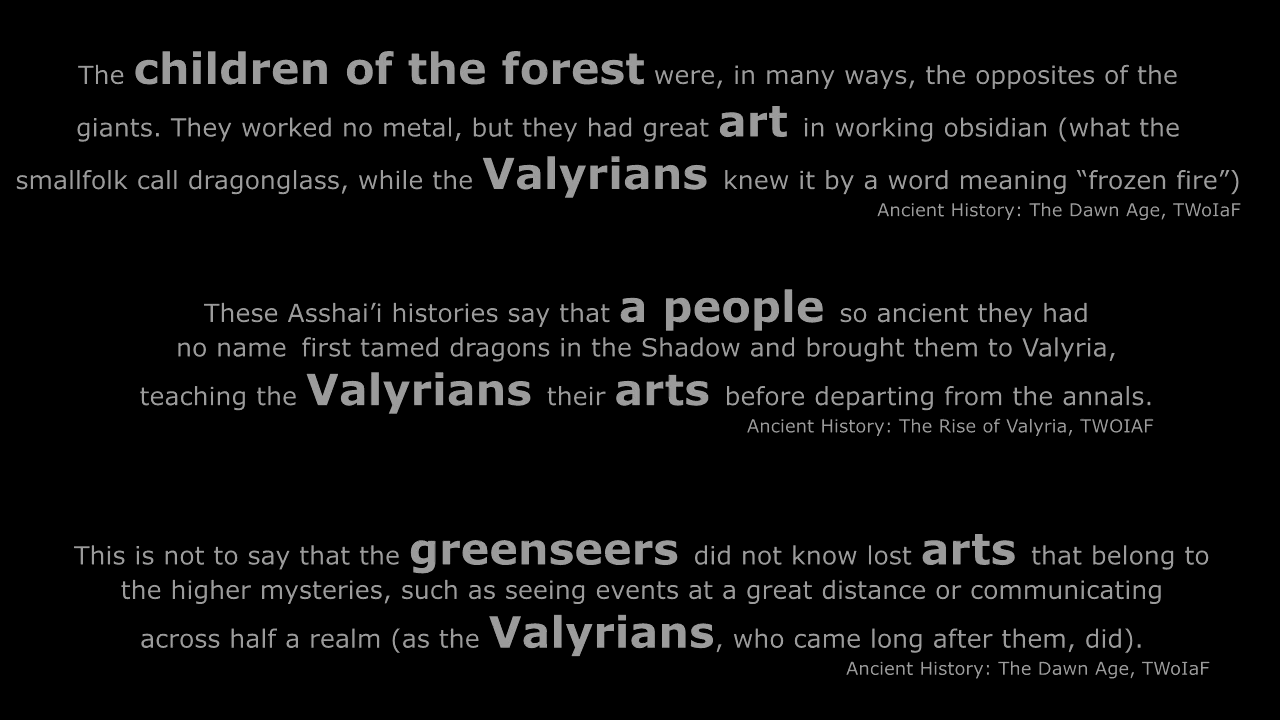 The children of the forest were, in many ways, the opposites of the
giants. They worked no metal, but they had great art in working obsidian (what the
smallfolk call dragonglass, while the Valyrians knew it by a word meaning “frozen fire”)
Ancient History: The Dawn Age, TWoIaF
These Asshai’i histories say that a people so ancient they had
no name first tamed dragons in the Shadow and brought them to Valyria,
teaching the Valyrians their arts before departing from the annals.
Ancient History: The Rise of Valyria, TWOIAF
This is not to say that the greenseers did not know lost arts that belong to
the higher mysteries, such as seeing events at a great distance or communicating
across half a realm (as the Valyrians, who came long after them, did).
Ancient History: The Dawn Age, TWoIaF